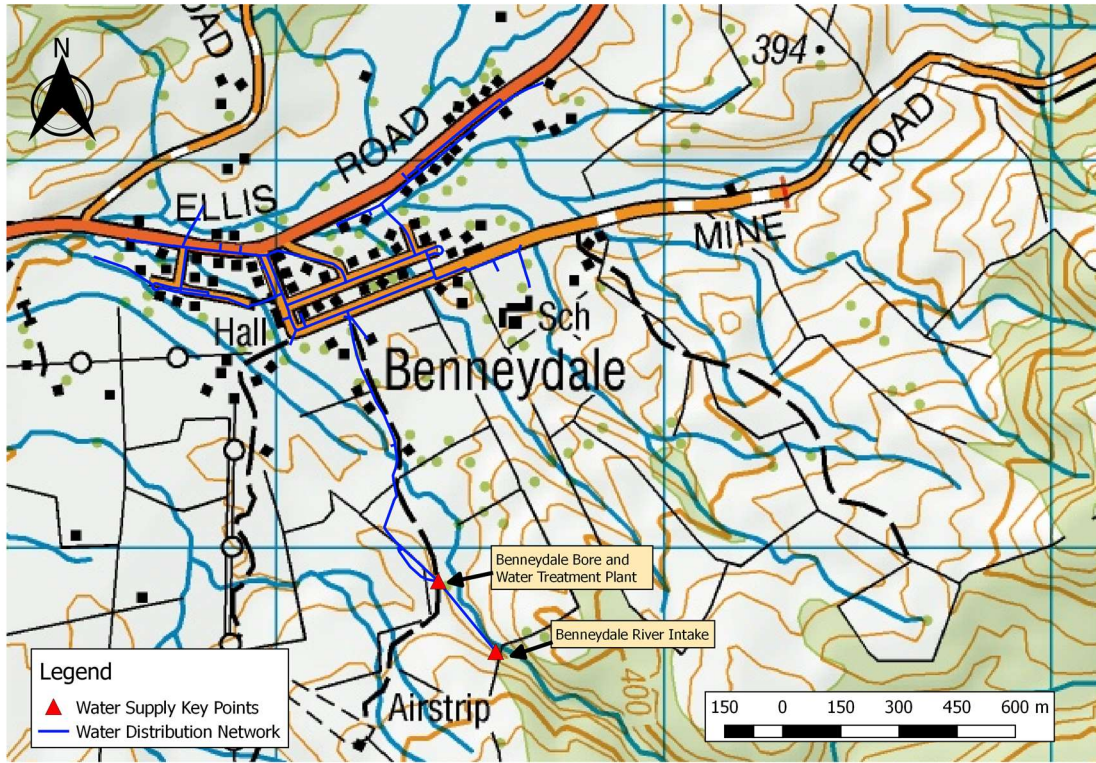 OAD
N
394
ROAD
ROAD
ELLIS
MINE
Hall
Sch
Benneydale
Benneydale Bore and
Water Treatment Plant
Benneydale River Intake
400
Airstrip
Legend
Water Supply Key Points
Water Distribution Network
150 0 150 300 450 600 m